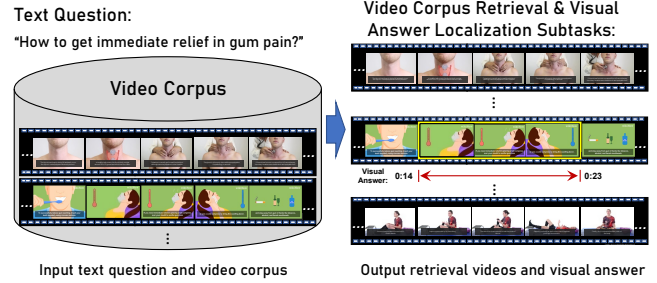 Text Question:
"How to get immediate relief in gum pain?"
Video Corpus
...
Input text question and video corpus
Video Corpus Retrieval & Visual
Answer Localization Subtasks:
...
Visual
Answer:
0:14
0:23
...
Output retrieval videos and visual answer